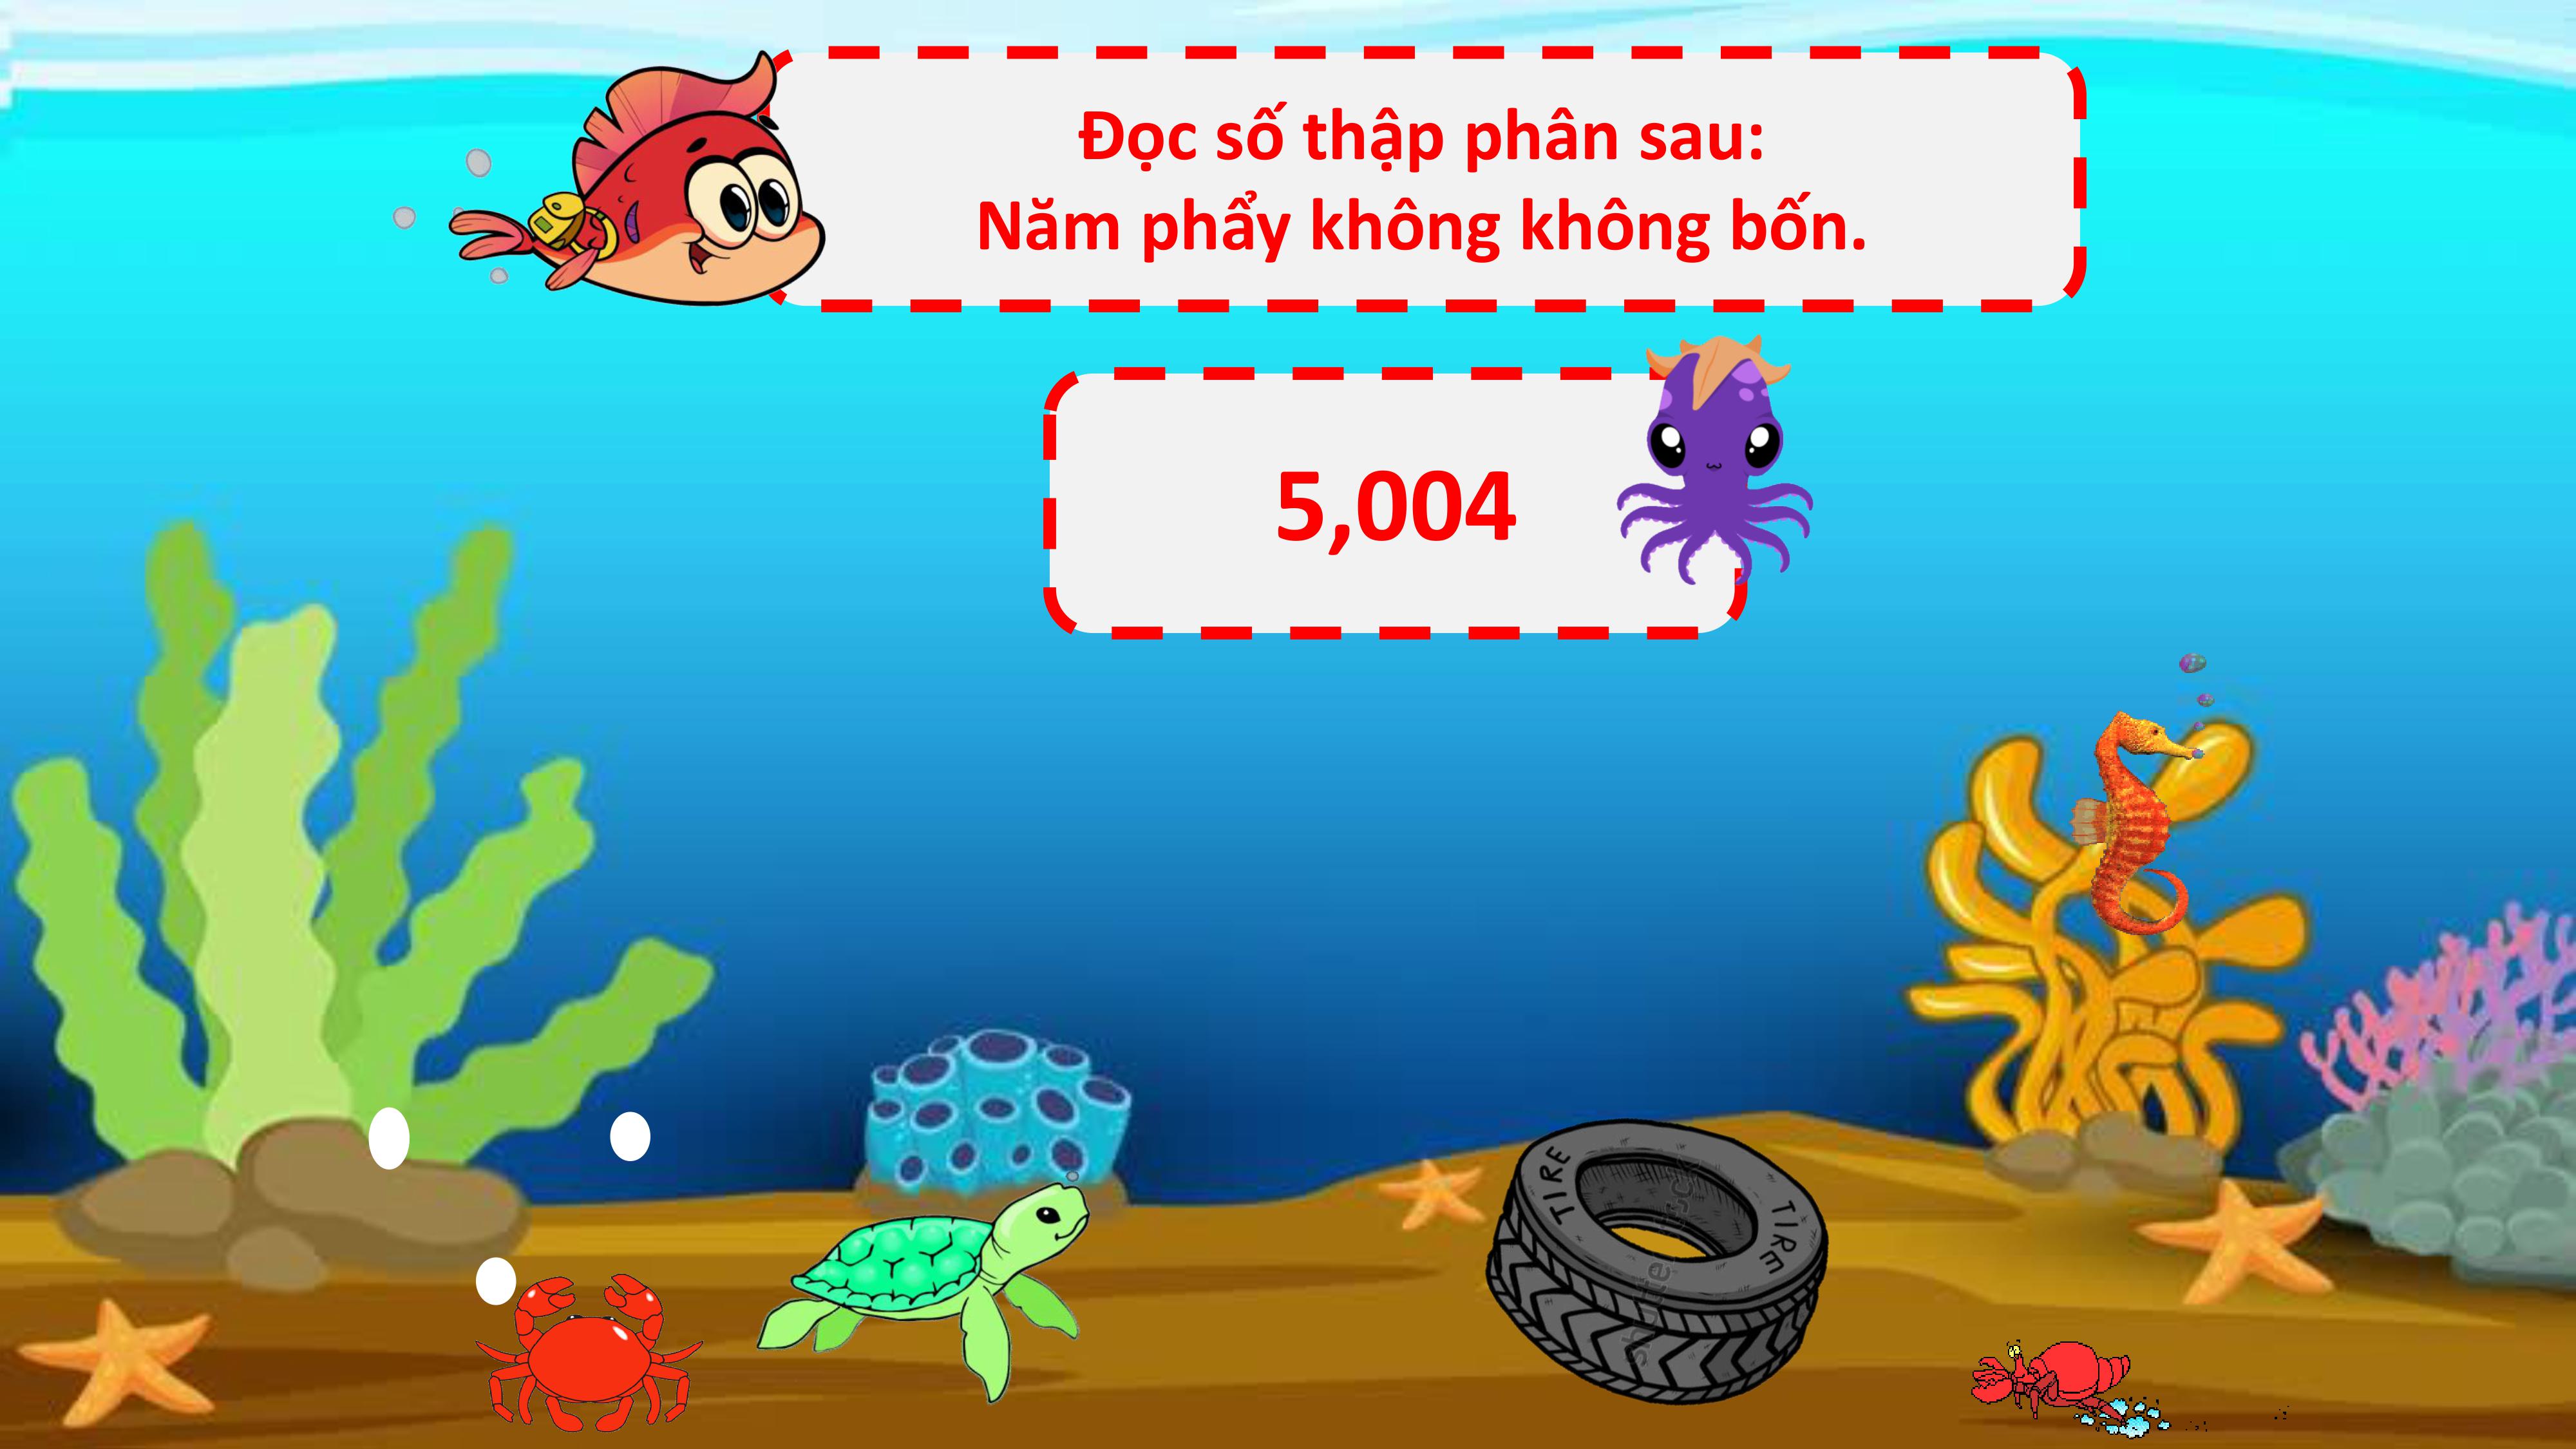 Đọc số thập phân sau:
Năm phẩy không không bốn.
5,004
TIRE
TIRE